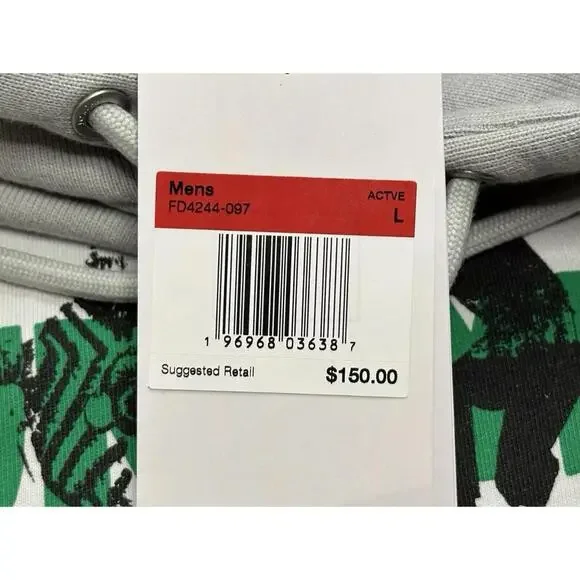 Mens
FD4244-097
ACTVE
L
1 96968 03638 7
Suggested Retail
$150.00